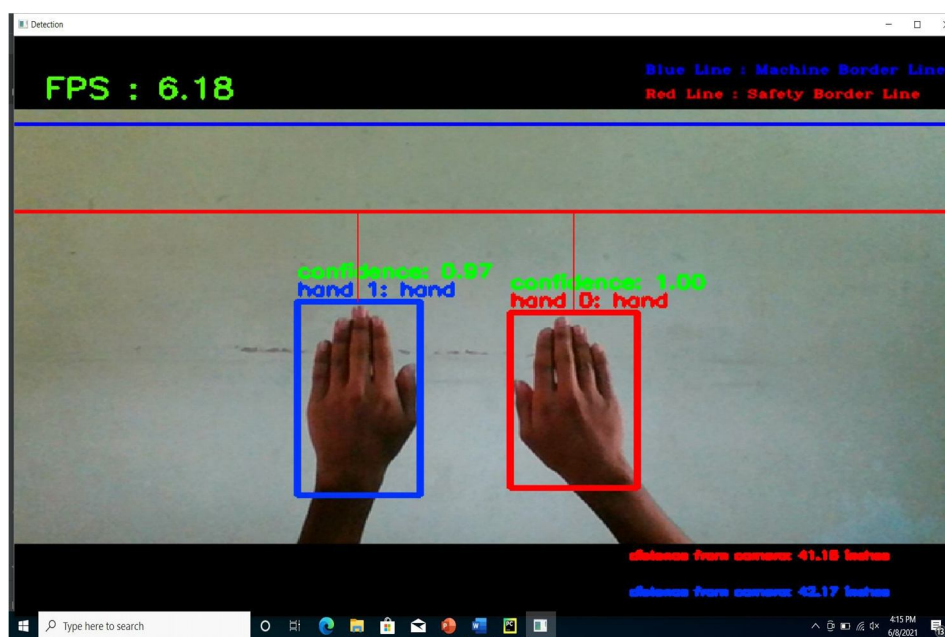 Detection
FPS : 6.18
Blue Line : Machine Border Line
Red Line : Safety Border Line
confidence: 0.97
hand 1: hand
confidence: 1.00
hand 0: hand
distance from camera: 41.18 inches
distance from camera: 42.17 inches
Type here to search
4:15 PM
6/8/2021